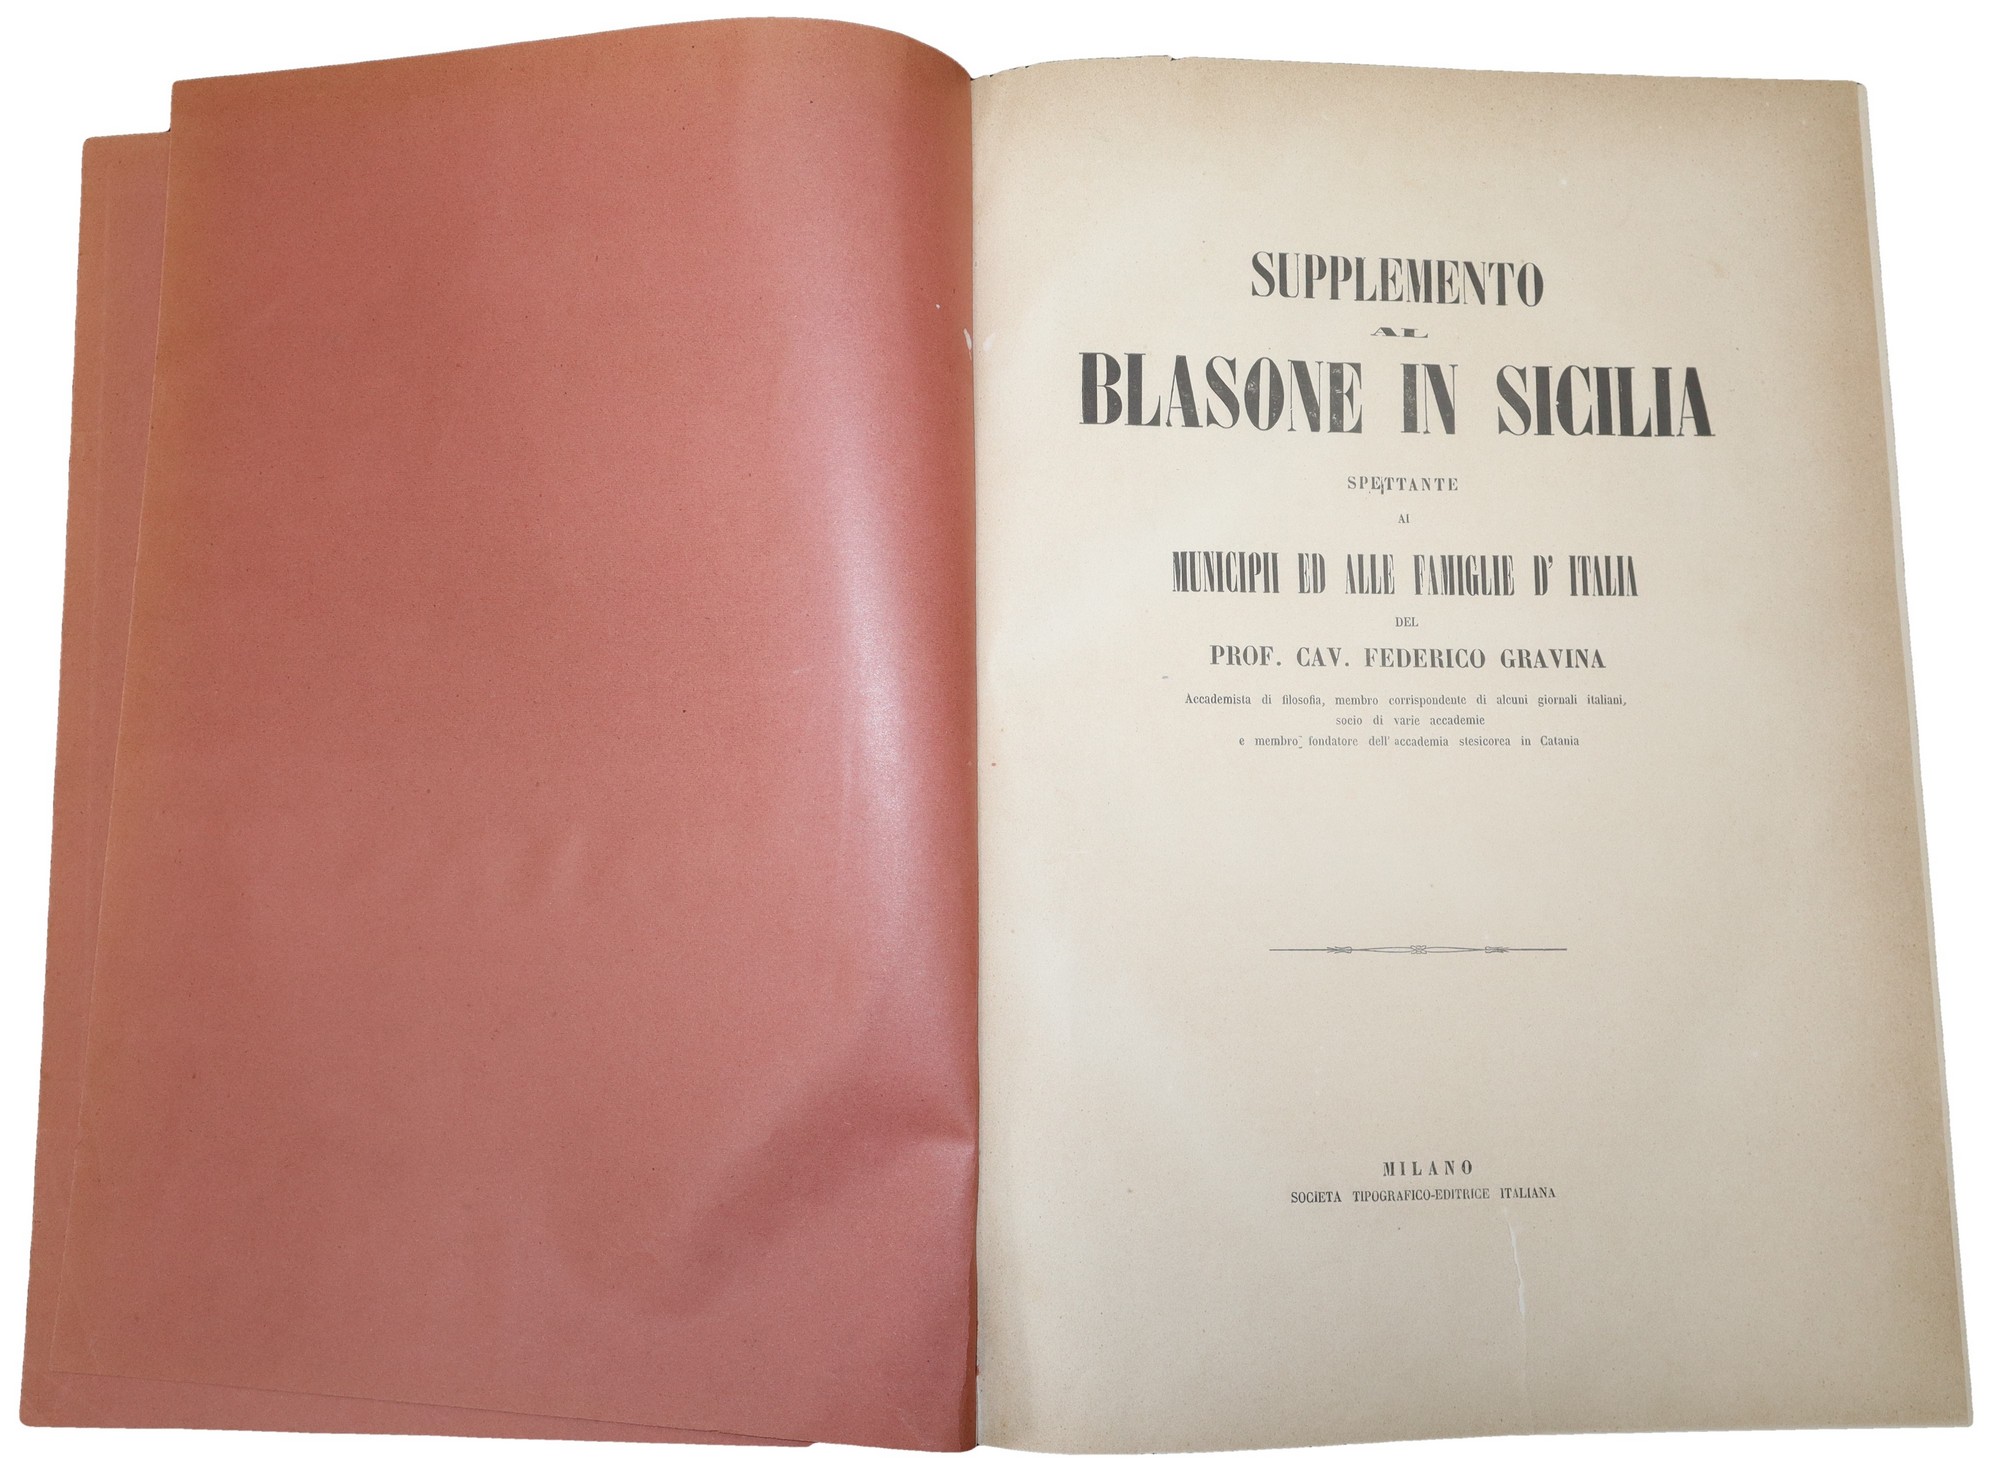 SUPPLEMENTO
AL
BLASONE IN SICILIA
SPETTANTE
AI
MUNICIPII ED ALLE FAMIGLIE D' ITALIA
DEL
PROF. CAV. FEDERICO GRAVINA
Accademista di filosofia, membro corrispondente di alcuni giornali italiani,
socio di varie accademie
e membro fondatore dell' accademia stesicorea in Catania
MILANO
SOCIETA TIPOGRAFICO-EDITRICE ITALIANA